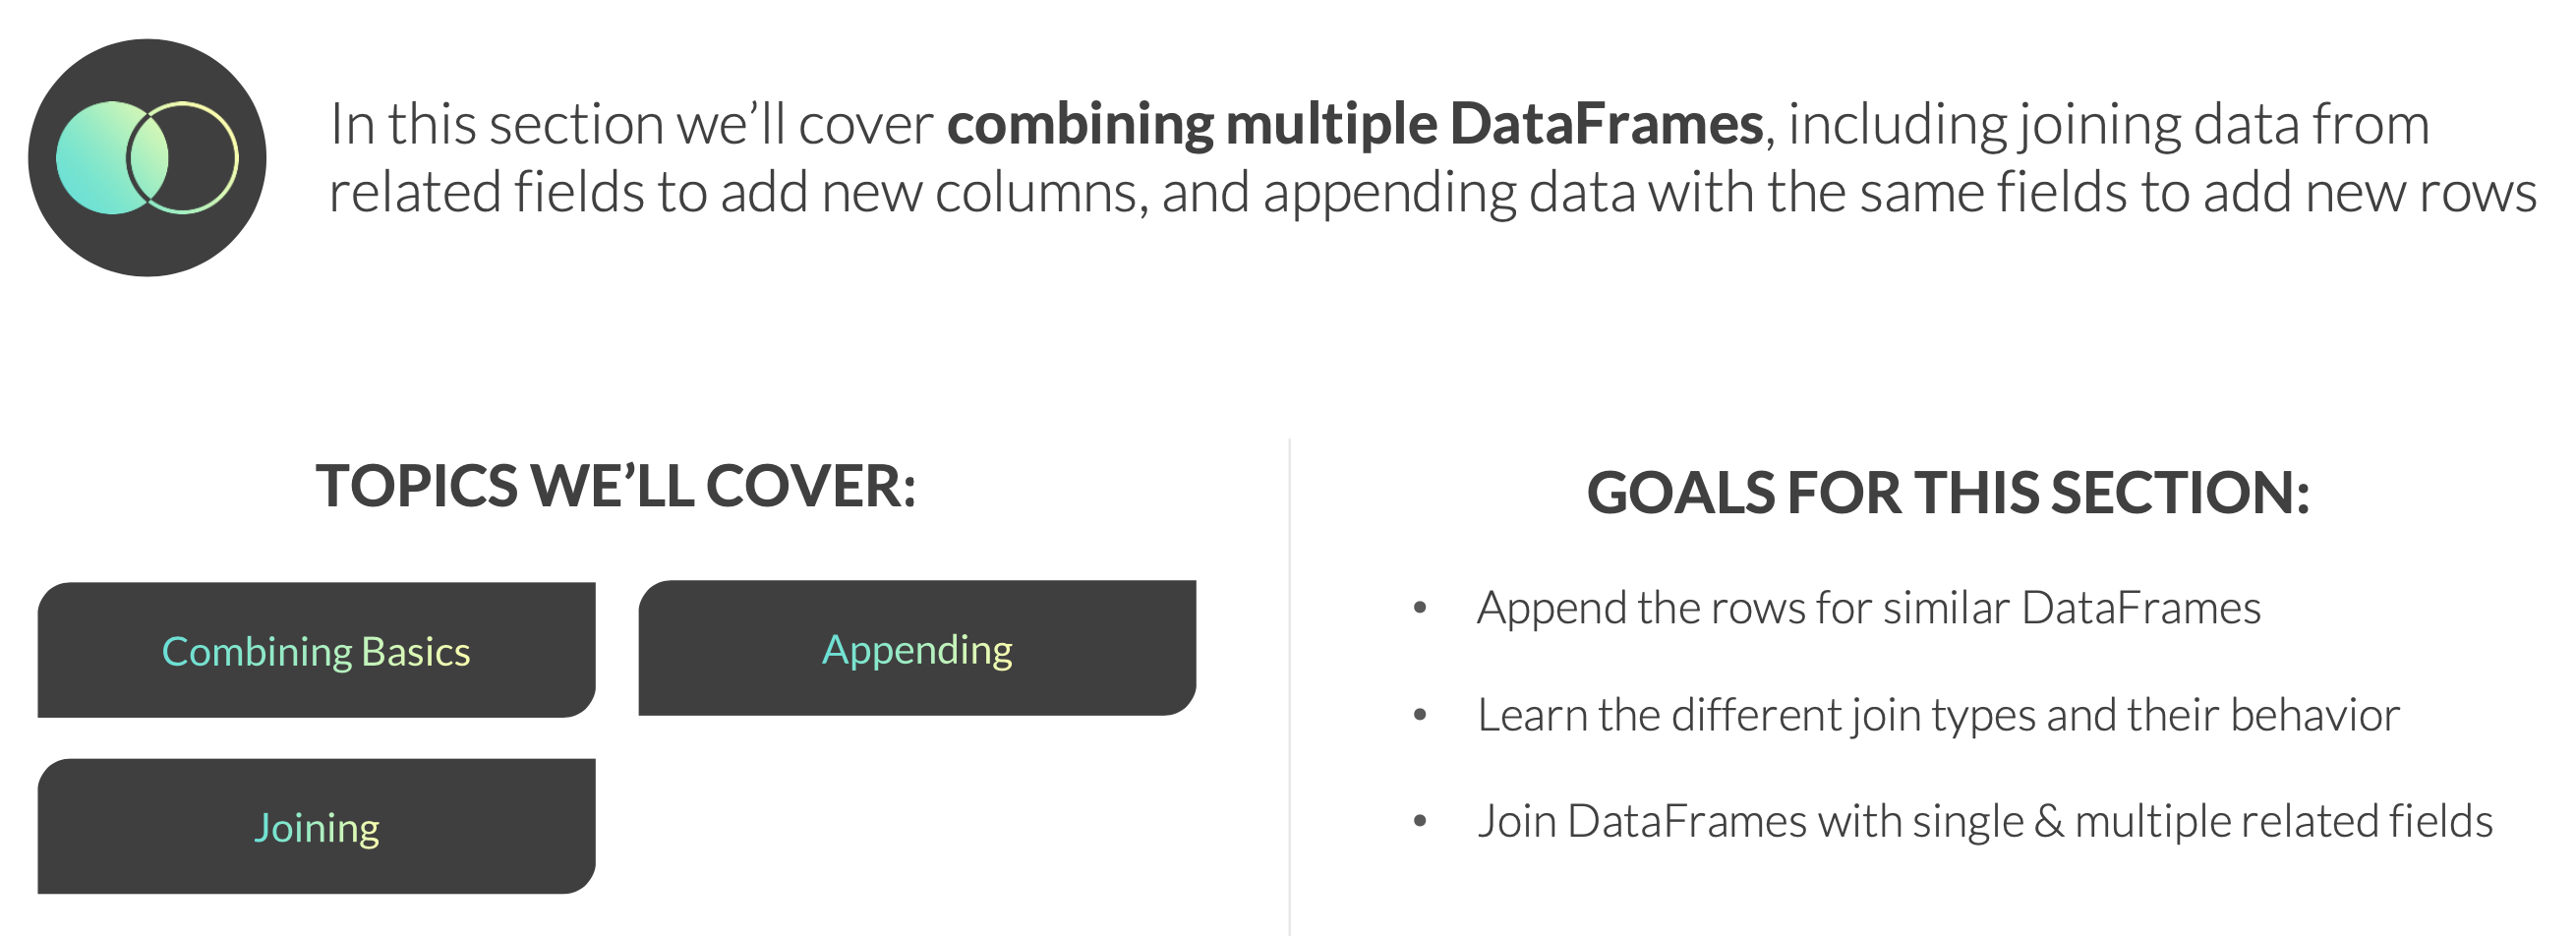 In this section we’ll cover combining multiple DataFrames, including joining data from
related fields to add new columns, and appending data with the same fields to add new rows
TOPICS WE’LL COVER:
Combining Basics
Appending
Joining
GOALS FOR THIS SECTION:
• Append the rows for similar DataFrames
• Learn the different join types and their behavior
• Join DataFrames with single & multiple related fields